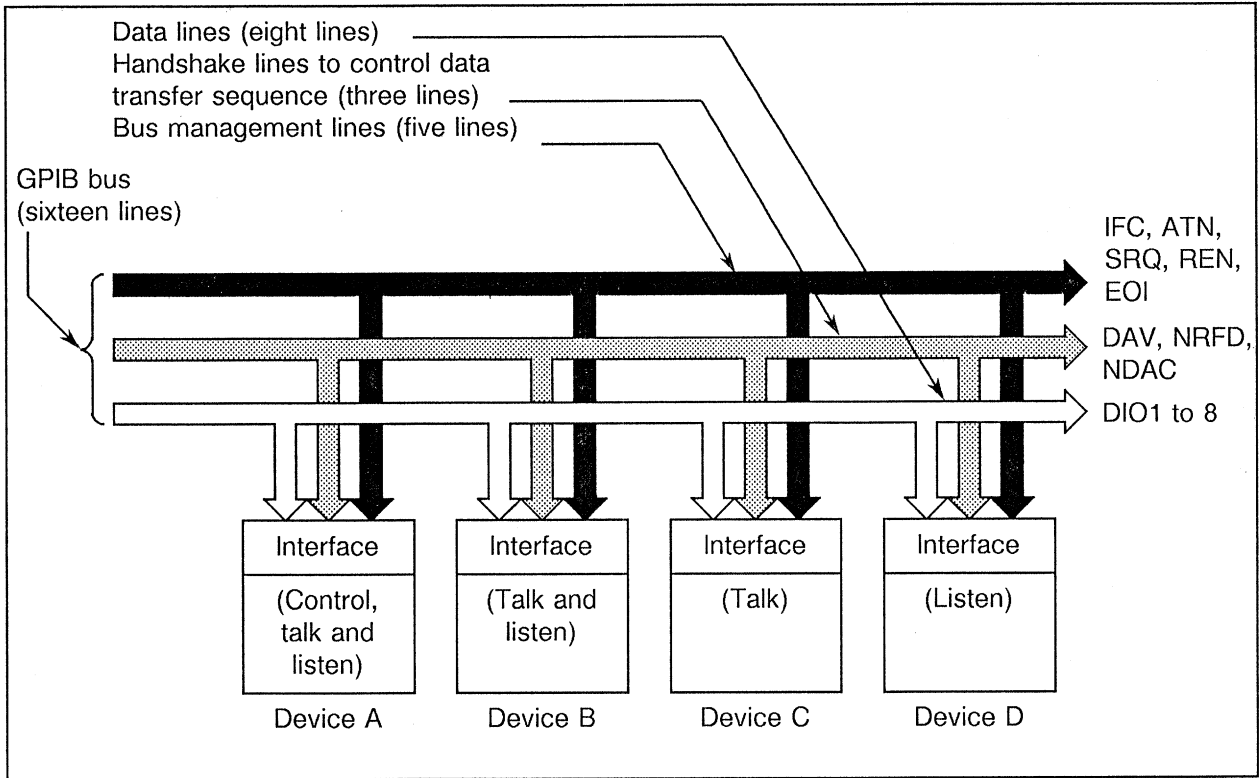 Data lines (eight lines)
Handshake lines to control data
transfer sequence (three lines)
Bus management lines (five lines)
GPIB bus
(sixteen lines)
IFC, ATN,
SRQ, REN,
EOI
DAV, NRFD,
NDAC
DIO1 to 8
Interface
(Control,
talk and
listen)
Device A
Interface
(Talk and
listen)
Device B
Interface
(Talk)
Device C
Interface
(Listen)
Device D